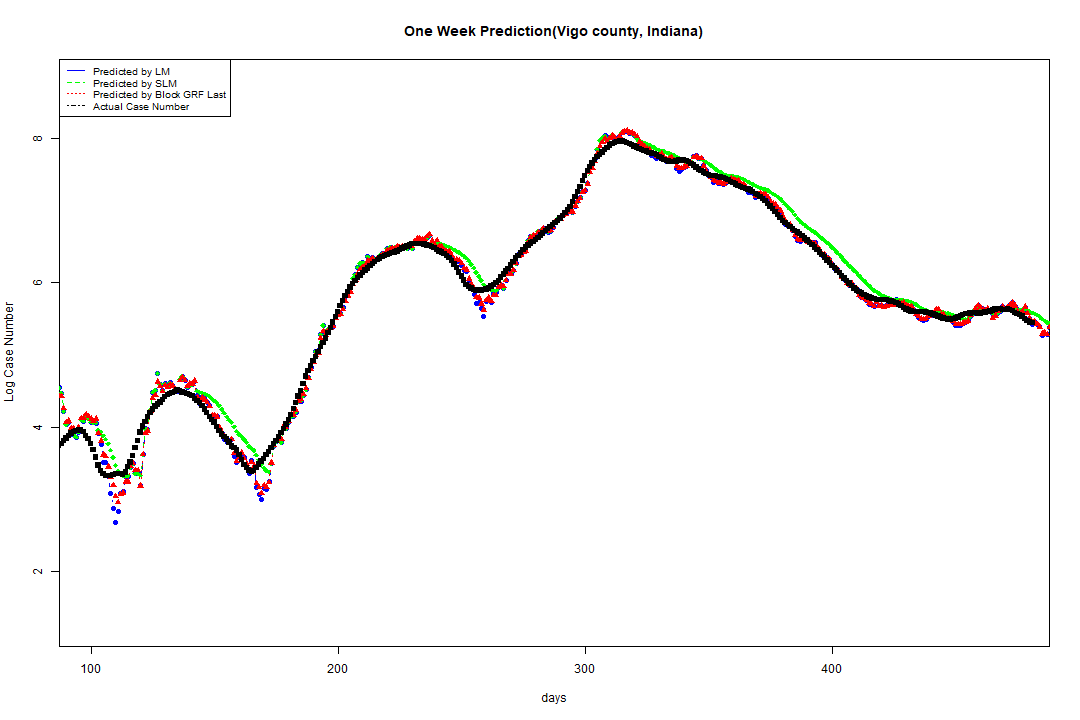 One Week Prediction(Vigo county, Indiana)
Predicted by LM
Predicted by SLM
Predicted by Block GRF Last
Actual Case Number
8
6
4
2
Log Case Number
100 200 300 400
days